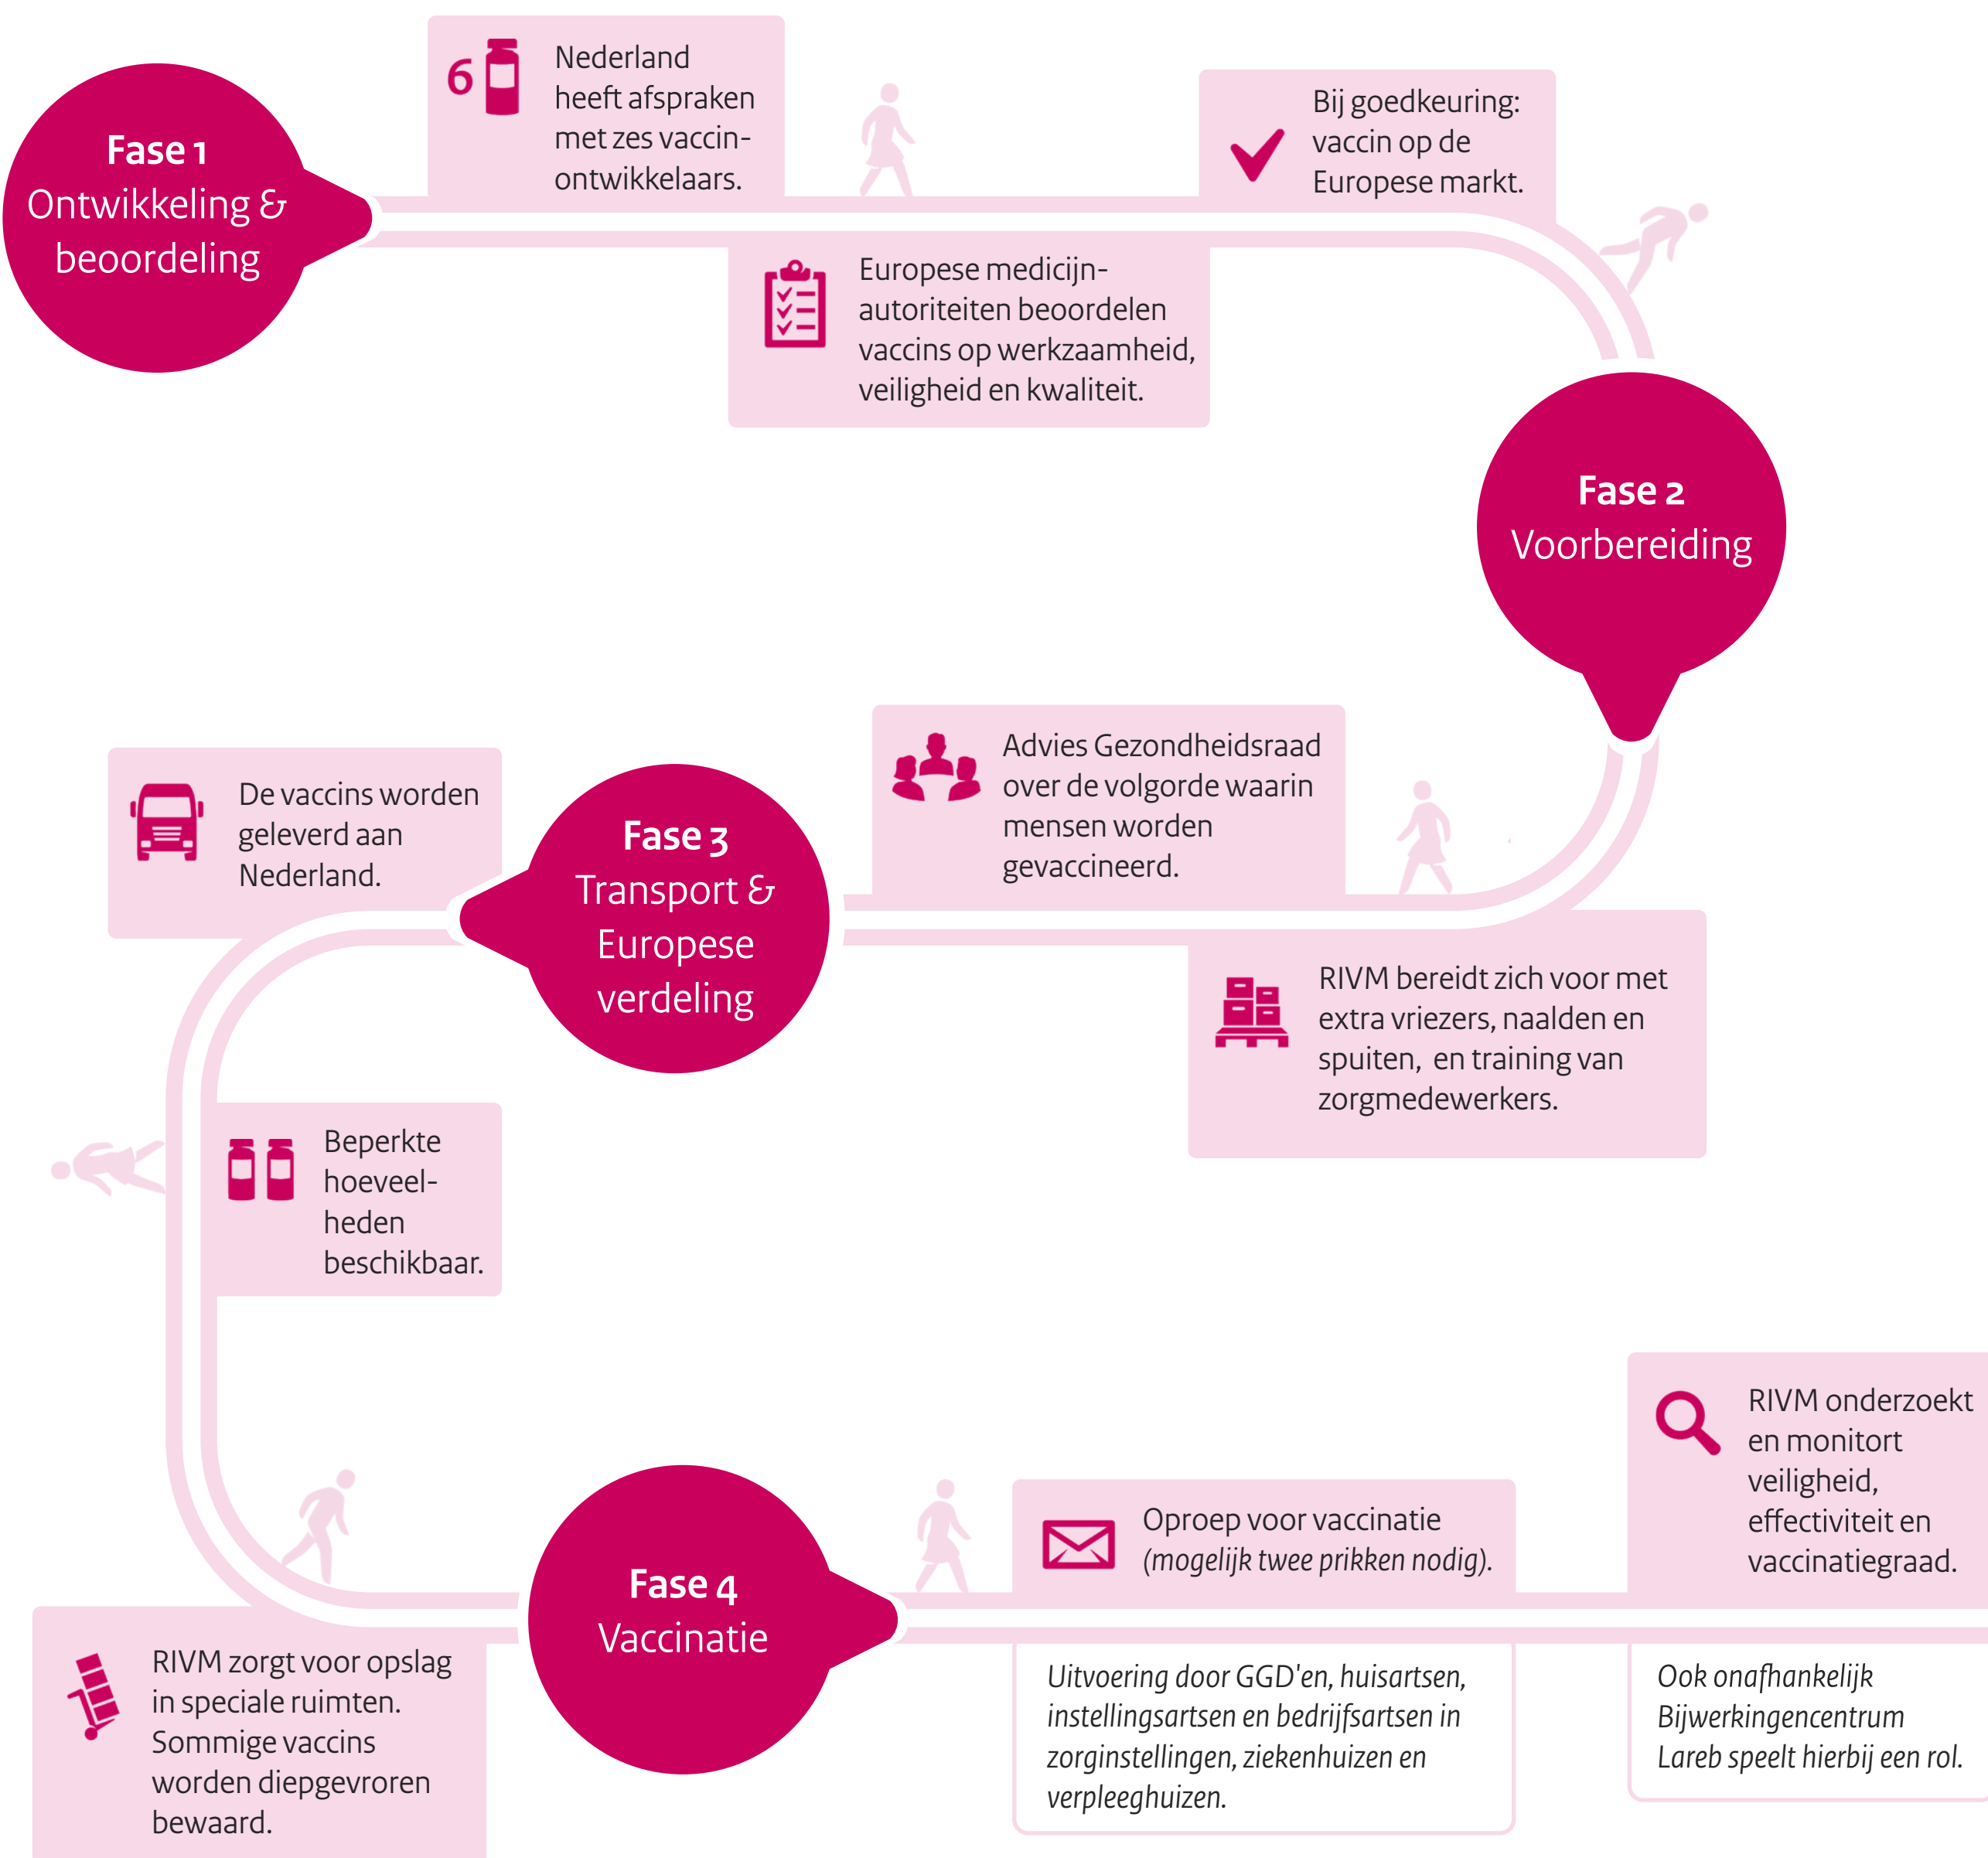 Fase 1
Ontwikkeling &
beoordeling
6
Nederland
heeft afspraken
met zes vaccin-
ontwikkelaars.
Europese medicijn-
autoriteiten beoordelen
vaccins op werkzaamheid,
veiligheid en kwaliteit.
Bij goedkeuring:
vaccin op de
Europese markt.
Fase 2
Voorbereiding
RIVM bereidt zich voor met
extra vriezers, naalden en
spuiten, en training van
zorgmedewerkers.
Advies Gezondheidsraad
over de volgorde waarin
mensen worden
gevaccineerd.
Fase 3
Transport &
Europese
verdeling
De vaccins worden
geleverd aan
Nederland.
Beperkte
hoeveel-
heden
beschikbaar.
RIVM zorgt voor opslag
in speciale ruimten.
Sommige vaccins
worden diepgevroren
bewaard.
Fase 4
Vaccinatie
Oproep voor vaccinatie
(mogelijk twee prikken nodig).
Uitvoering door GGD'en, huisartsen,
instellingsartsen en bedrijfsartsen in
zorginstellingen, ziekenhuizen en
verpleeghuizen.
RIVM onderzoekt
en monitort
veiligheid,
effectiviteit en
vaccinatiegraad.
Ook onafhankelijk
Bijwerkingencentrum
Lareb speelt hierbij een rol.